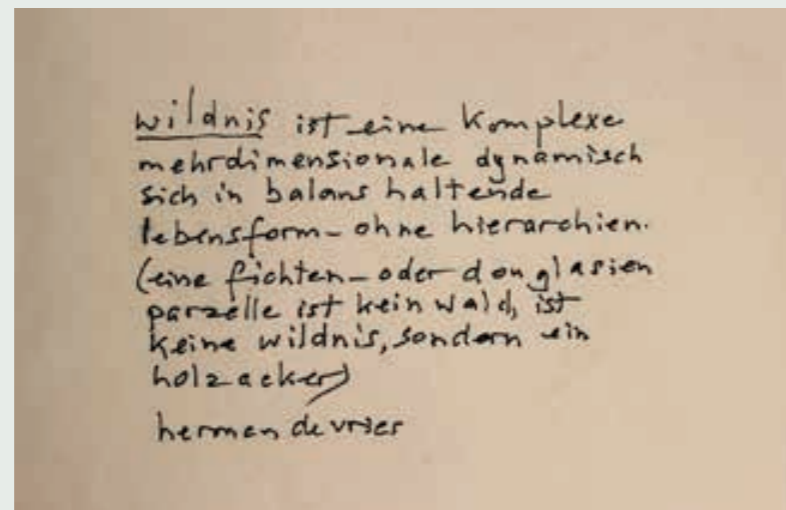 wildnis ist eine komplexe
mehrdimensionale dynamisch
sich in balans haltende
lebensform – ohne hierarchien.
(eine fichten – oder douglasien
parzelle ist kein wald, ist
keine wildnis, sondern ein
holzacker)
herman de vries